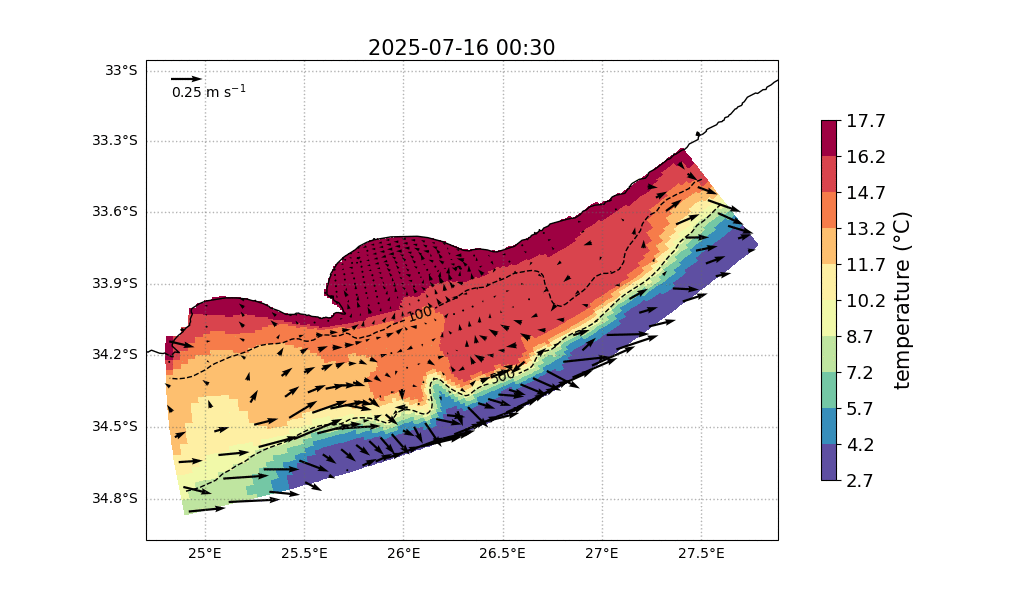 2025-07-16 00:30
0.25 m s⁻¹
33°S
33.3°S
33.6°S
33.9°S
34.2°S
34.5°S
34.8°S
100
500
25°E 25.5°E 26°E 26.5°E 27°E 27.5°E
17.7
16.2
14.7
13.2
11.7
10.2
8.7
7.2
5.7
4.2
2.7
temperature (°C)